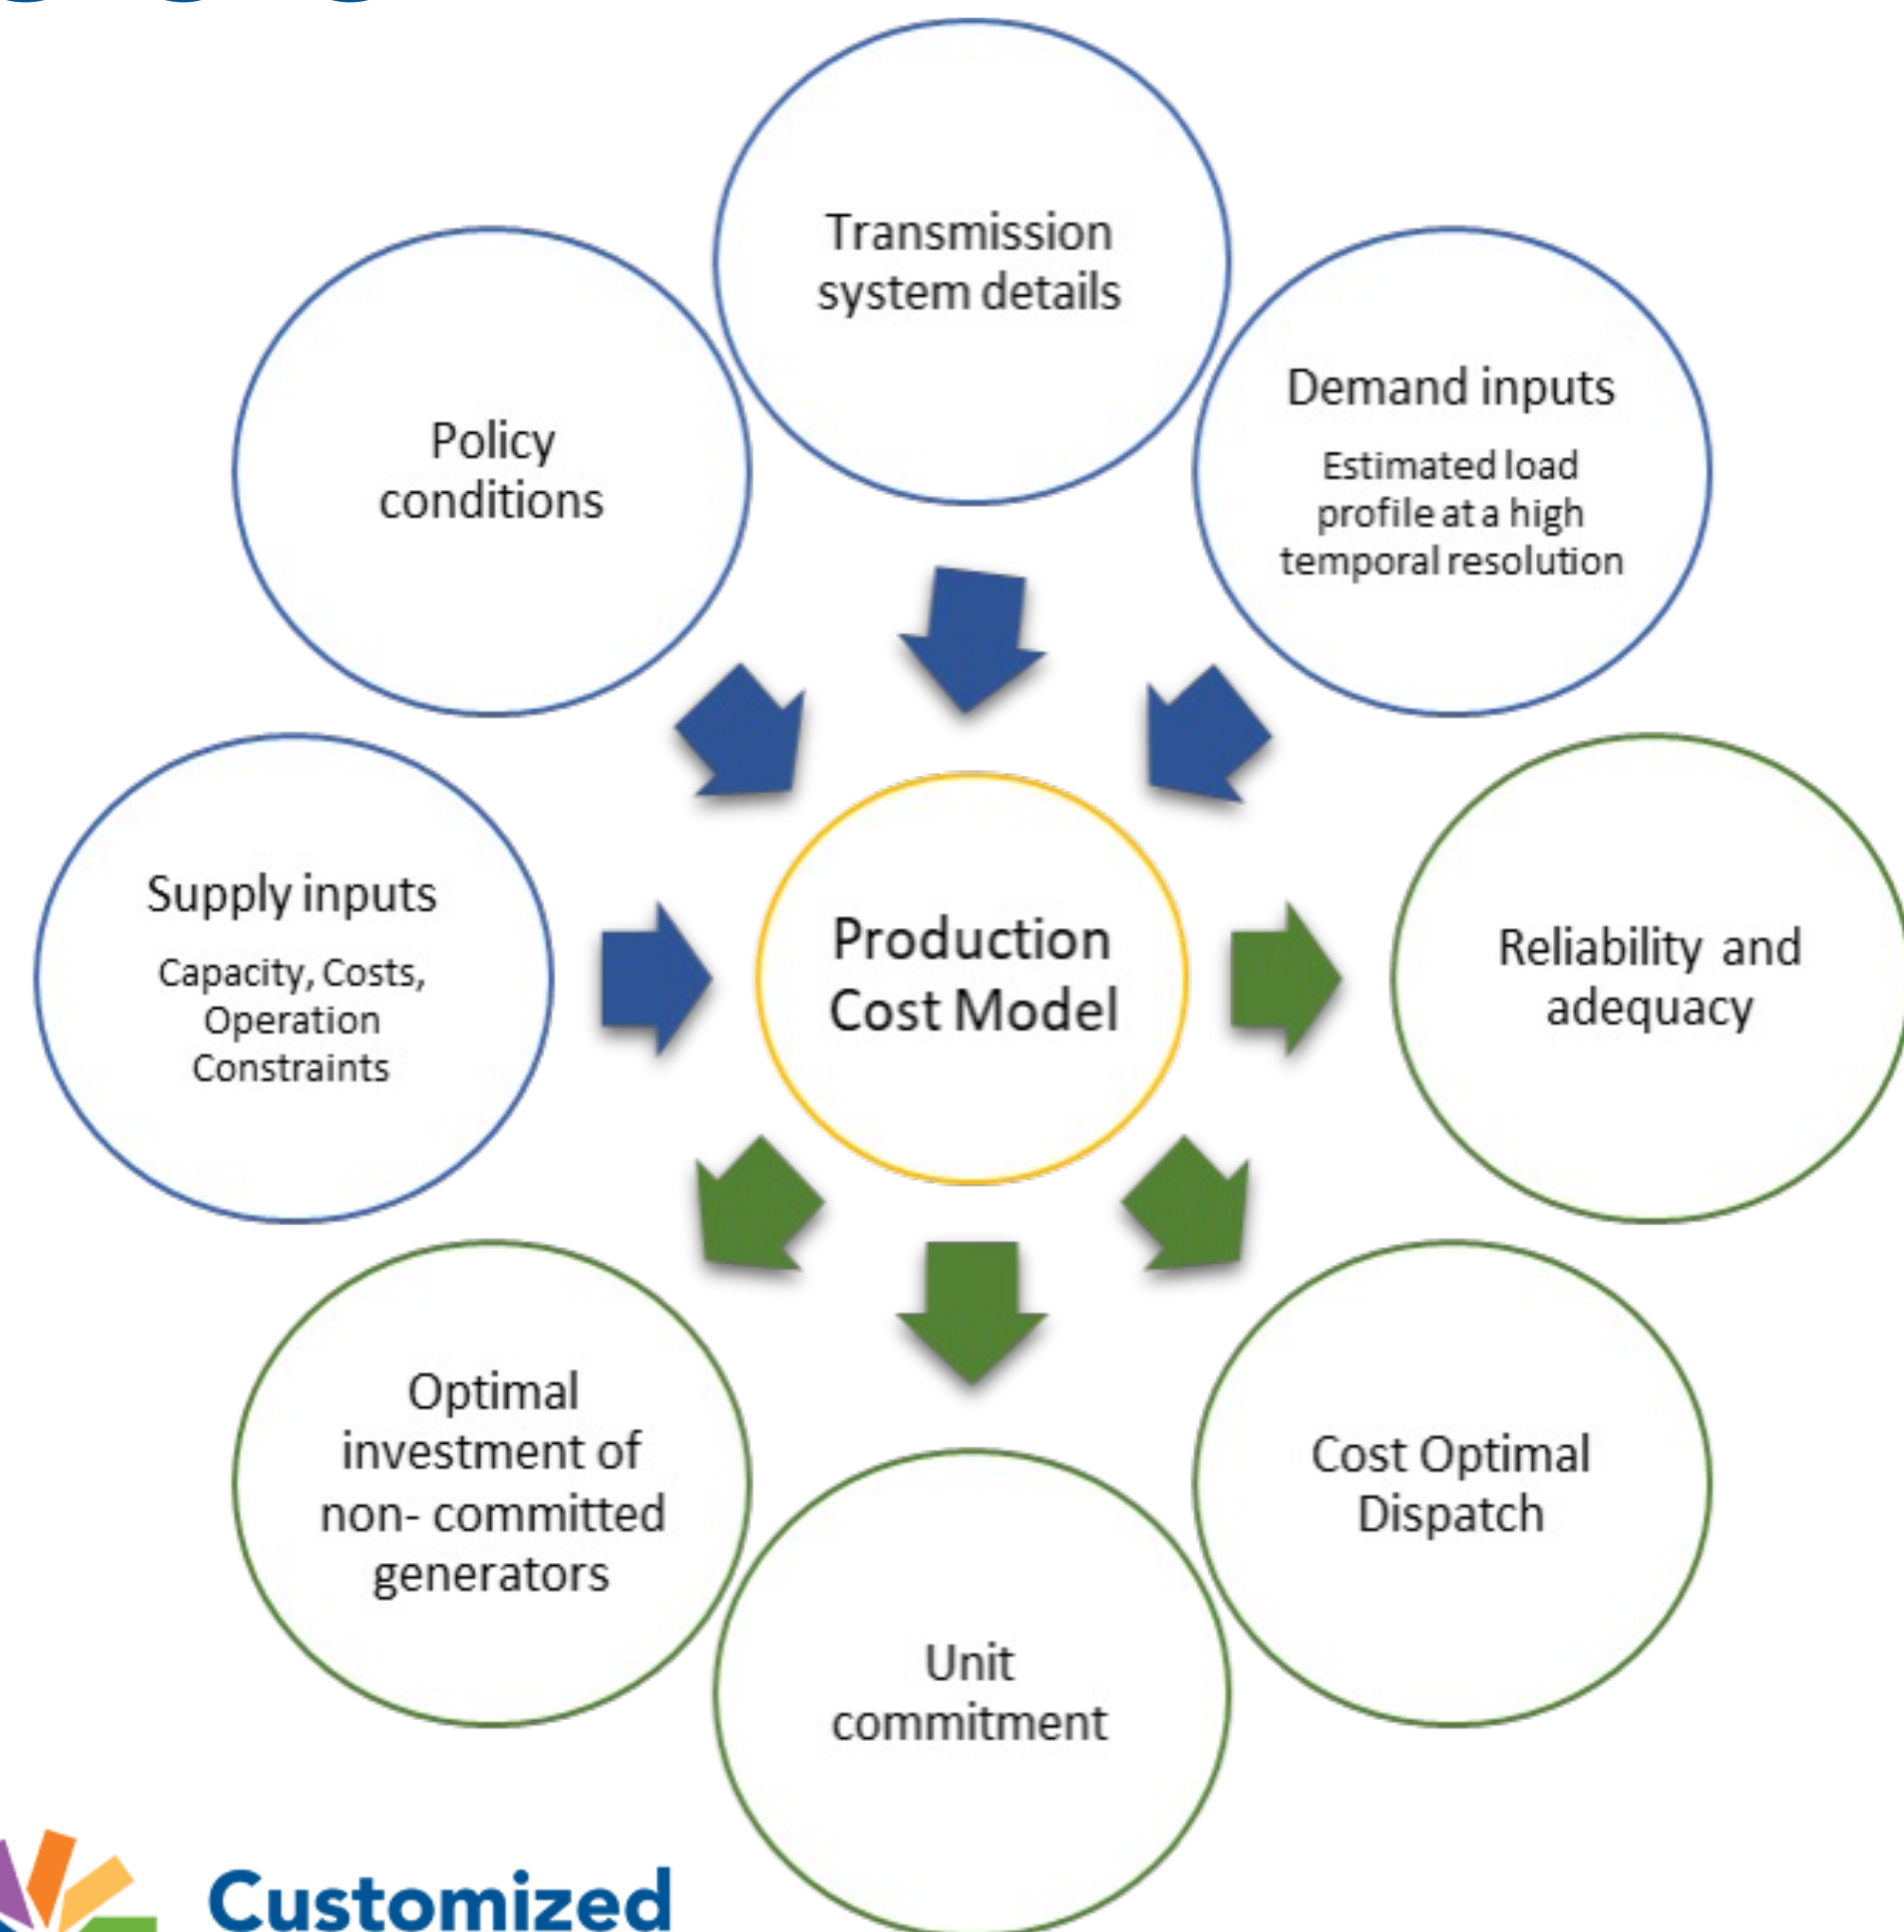 Transmission
system details
Policy
conditions
Demand inputs
Estimated load
profile at a high
temporal resolution
Supply inputs
Capacity, Costs,
Operation
Constraints
Production
Cost Model
Reliability and
adequacy
Optimal
investment of
non- committed
generators
Cost Optimal
Dispatch
Unit
commitment
Customized